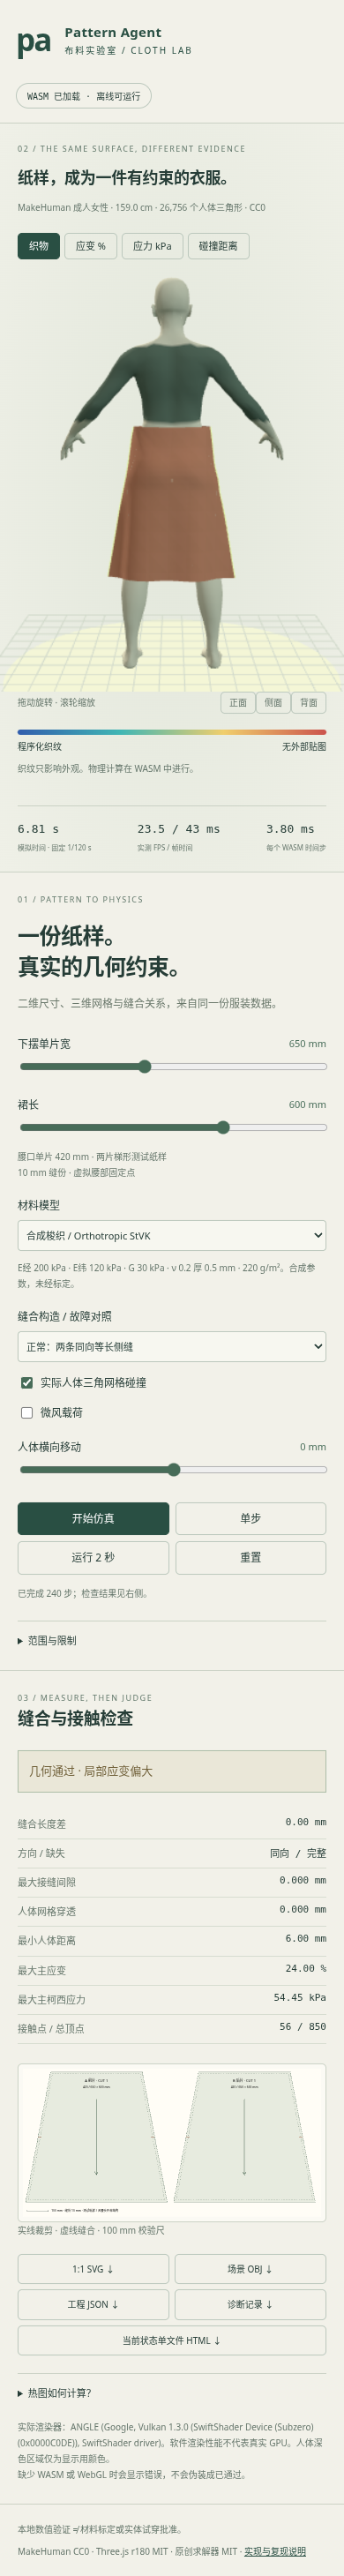 pa
Pattern Agent
布料实验室 / CLOTH LAB
WASM 已加载 · 离线可运行
02 / THE SAME SURFACE, DIFFERENT EVIDENCE
纸样，成为一件有约束的衣服。
MakeHuman 成人女性 · 159.0 cm · 26,756 个人体三角形 · CC0
织物
应变 %
应力 kPa
碰撞距离
拖动旋转 · 滚轮缩放
正面
侧面
背面
程序化织纹
无外部贴图
织纹只影响外观。物理计算在 WASM 中进行。
6.81 s
23.5 / 43 ms
3.80 ms
模拟时间 · 固定 1/120 s
实测 FPS / 帧时间
每个 WASM 时间步
01 / PATTERN TO PHYSICS
一份纸样。
真实的几何约束。
二维尺寸、三维网格与缝合关系，来自同一份服装数据。
下摆单片宽
650 mm
裙长
600 mm
腰口单片 420 mm · 两片梯形测试纸样
10 mm 缝份 · 虚拟腰部固定点
材料模型
合成梭织 / Orthotropic StVK
E经 200 kPa · E纬 120 kPa · G 30 kPa · ν 0.2 厚 0.5 mm · 220 g/m²。合成参
数，未经标定。
缝合构造 / 故障对照
正常：两条同向等长侧缝
实际人体三角网格碰撞
微风载荷
人体横向移动
0 mm
开始仿真
单步
运行 2 秒
重置
已完成 240 步；检查结果见右侧。
范围与限制
03 / MEASURE, THEN JUDGE
缝合与接触检查
几何通过 · 局部应变偏大
缝合长度差
0.00 mm
方向 / 缺失
同向 / 完整
最大接缝间隙
0.000 mm
人体网格穿透
0.000 mm
最小人体距离
6.00 mm
最大主应变
24.00 %
最大主柯西应力
54.45 kPa
接触点 / 总顶点
56 / 850
实线裁剪 · 虚线缝合 · 100 mm 校验尺
1:1 SVG ↓
场景 OBJ ↓
工程 JSON ↓
诊断记录 ↓
当前状态单文件 HTML ↓
热图如何计算？
实际渲染器：ANGLE (Google, Vulkan 1.3.0 (SwiftShader Device (Subzero)
(0x0000C0DE)), SwiftShader driver)。软件渲染性能不代表真实 GPU。人体深
色区域仅为显示用颜色。
缺少 WASM 或 WebGL 时会显示错误，不会伪装成已通过。
本地数值验证 ≠ 材料标定或实体试穿批准。
MakeHuman CC0 · Three.js r180 MIT · 原创求解器 MIT · 实现与复现说明